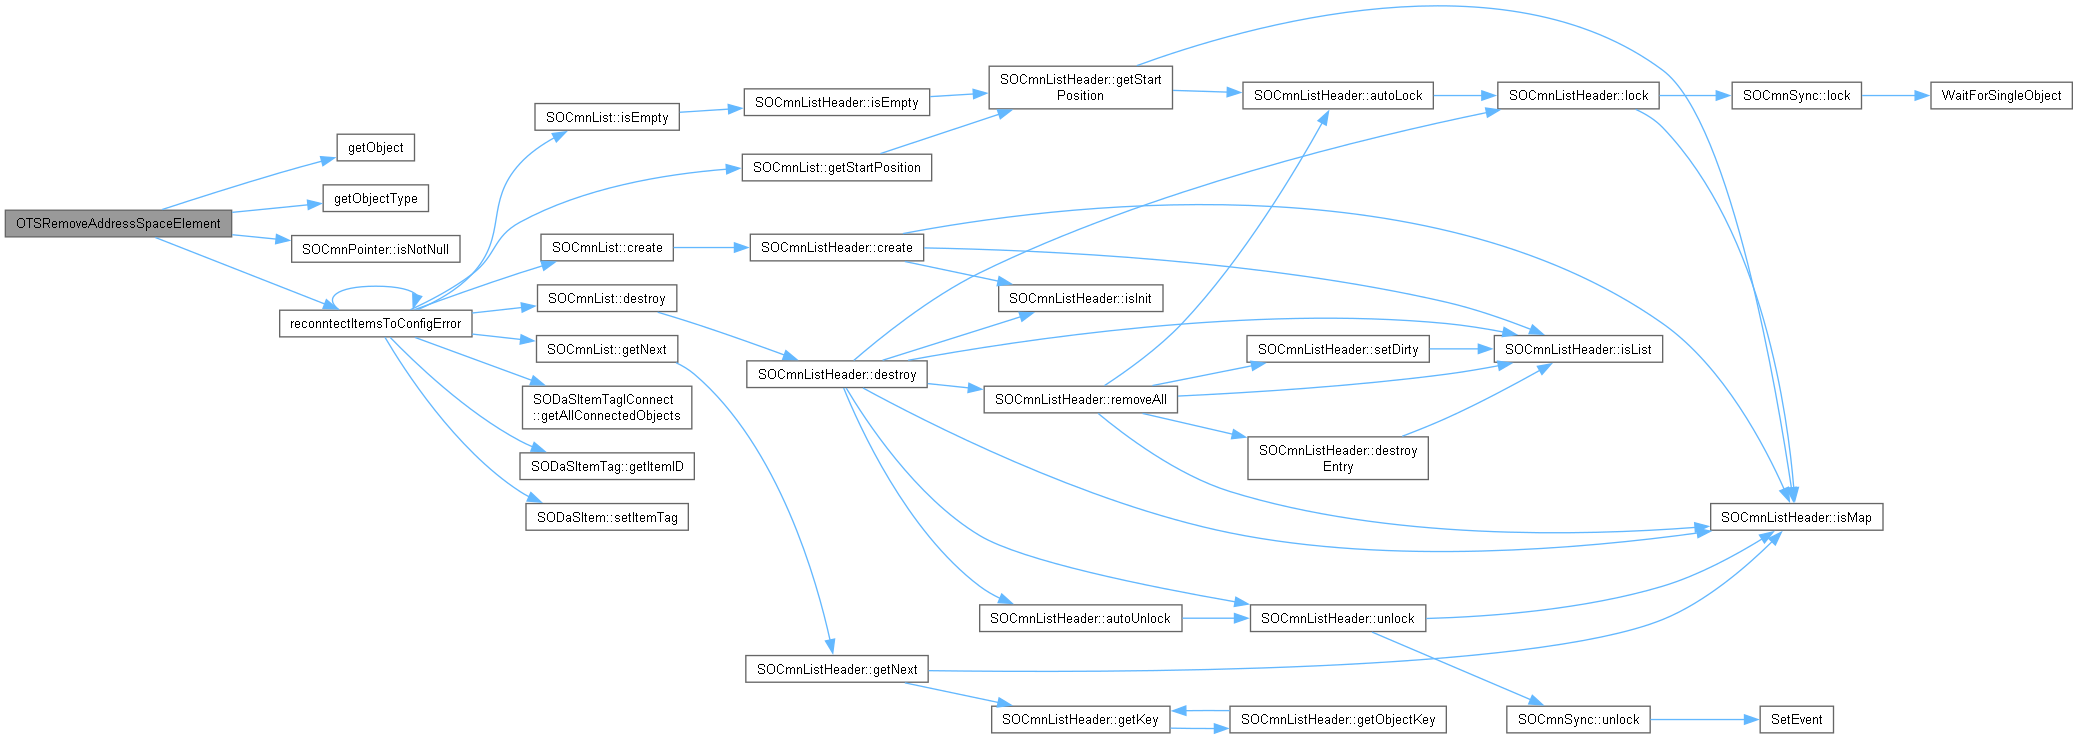 OTSRemoveAddressSpaceElement
getObject
getObjectType
SOCmnPointer::isNotNull
reconntectItemsToConfigError
SOCmnList::isEmpty
SOCmnListHeader::isEmpty
SOCmnListHeader::getStart
Position
SOCmnListHeader::autoLock
SOCmnListHeader::lock
SOCmnSync::lock
WaitForSingleObject
SOCmnList::getStartPosition
SOCmnList::create
SOCmnListHeader::create
SOCmnListHeader::isInit
SOCmnList::destroy
SOCmnList::getNext
SOCmnListHeader::destroy
SOCmnListHeader::setDirty
SOCmnListHeader::isList
SOCmnListHeader::removeAll
SODaSItemTagIConnect
::getAllConnectedObjects
SOCmnListHeader::destroy
Entry
SODaSItemTag::getItemID
SODaSItem::setItemTag
SOCmnListHeader::isMap
SOCmnListHeader::autoUnlock
SOCmnListHeader::unlock
SOCmnListHeader::getNext
SOCmnListHeader::getKey
SOCmnListHeader::getObjectKey
SOCmnSync::unlock
SetEvent